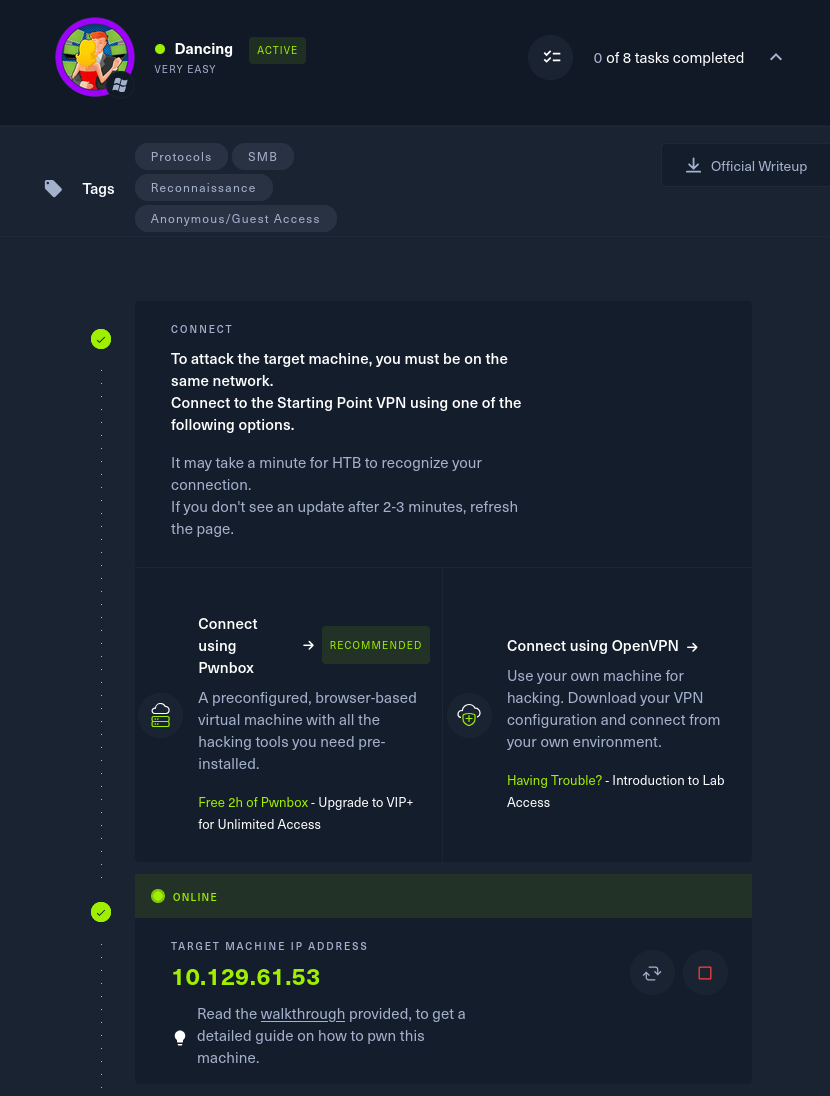 Dancing
ACTIVE
VERY EASY
0 of 8 tasks completed
Tags
Protocols
SMB
Reconnaissance
Anonymous/Guest Access
Official Writeup
CONNECT
To attack the target machine, you must be on the
same network.
Connect to the Starting Point VPN using one of the
following options.
It may take a minute for HTB to recognize your
connection.
If you don't see an update after 2-3 minutes, refresh
the page.
Connect
using
Pwnbox
RECOMMENDED
A preconfigured, browser-based
virtual machine with all the
hacking tools you need pre-
installed.
Free 2h of Pwnbox - Upgrade to VIP+
for Unlimited Access
Connect using OpenVPN
Use your own machine for
hacking. Download your VPN
configuration and connect from
your own environment.
Having Trouble? - Introduction to Lab
Access
ONLINE
TARGET MACHINE IP ADDRESS
10.129.61.53
Read the walkthrough provided, to get a
detailed guide on how to pwn this
machine.